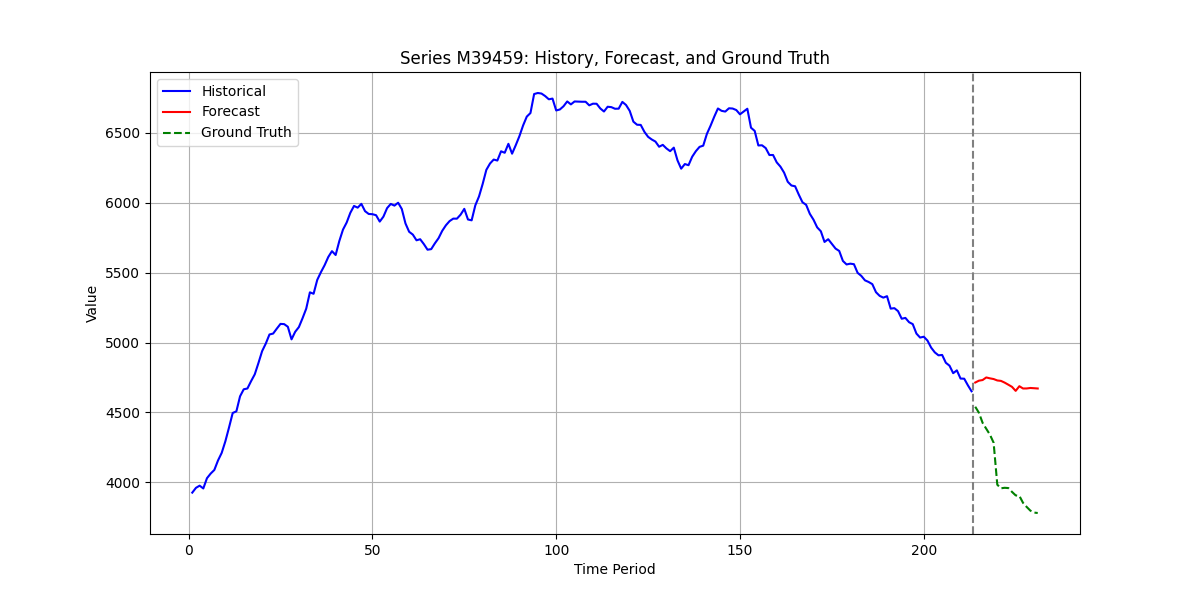 Series M39459: History, Forecast, and Ground Truth
Historical
Forecast
Ground Truth
Value
6500
6000
5500
5000
4500
4000
0
50
100
150
200
Time Period